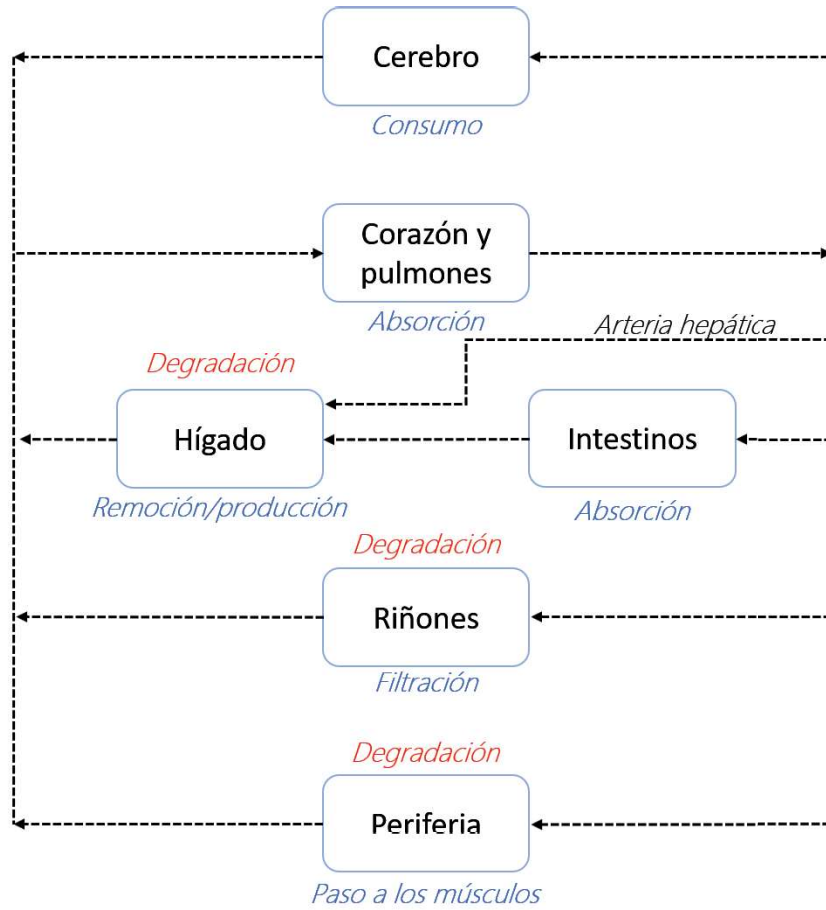 Cerebro
Consumo
Corazón y
pulmones
Absorción
Arteria hepática
Degradación
Hígado
Intestinos
Remoción/producción
Absorción
Degradación
Riñones
Filtración
Degradación
Periferia
Paso a los músculos